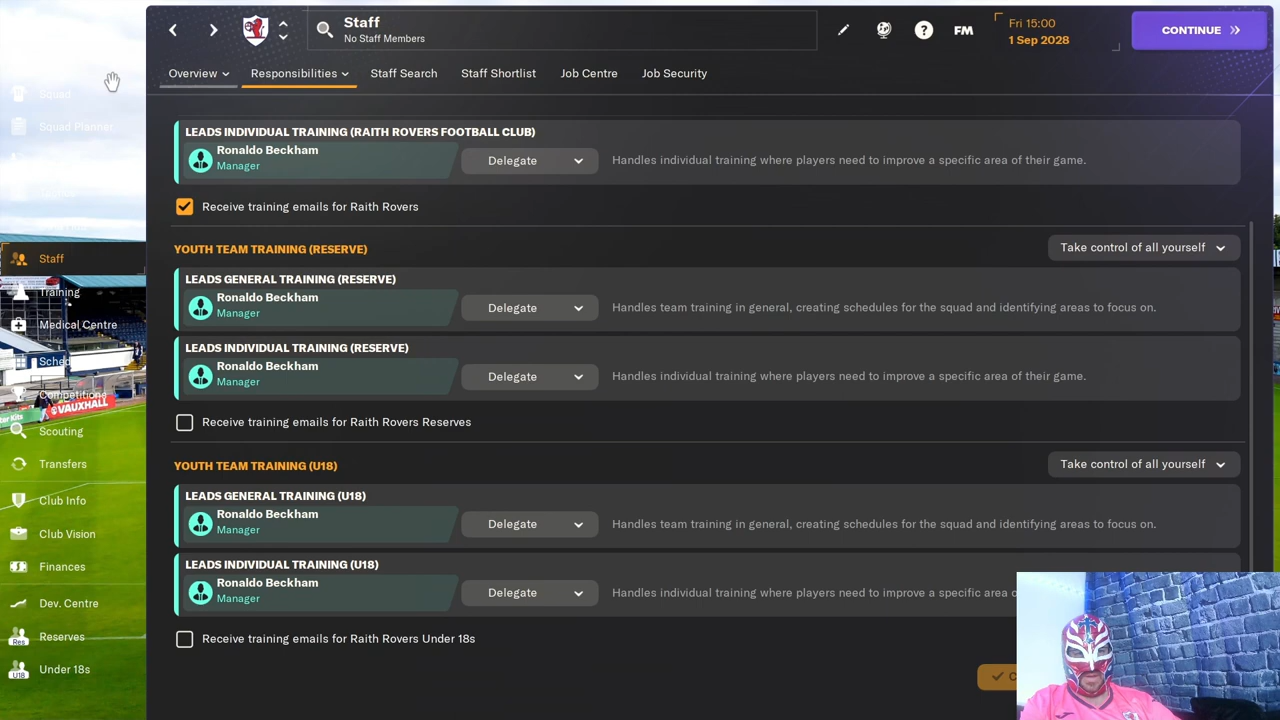 Staff
No Staff Members
Fri 15:00
1 Sep 2028
FM
CONTINUE
Overview
Responsibilities
Staff Search
Staff Shortlist
Job Centre
Job Security
Squad
Squad Planner
Staff
Training
Medical Centre
Sched
Competitions
VAUXHALL
Scouting
Transfers
Club Info
Club Vision
Finances
Dev. Centre
Reserves
Under 18s
LEADS INDIVIDUAL TRAINING (RAITH ROVERS FOOTBALL CLUB)
Ronaldo Beckham
Manager
Delegate
Handles individual training where players need to improve a specific area of their game.
Receive training emails for Raith Rovers
YOUTH TEAM TRAINING (RESERVE)
Take control of all yourself
LEADS GENERAL TRAINING (RESERVE)
Ronaldo Beckham
Manager
Delegate
Handles team training in general, creating schedules for the squad and identifying areas to focus on.
LEADS INDIVIDUAL TRAINING (RESERVE)
Ronaldo Beckham
Manager
Delegate
Handles individual training where players need to improve a specific area of their game.
Receive training emails for Raith Rovers Reserves
YOUTH TEAM TRAINING (U18)
Take control of all yourself
LEADS GENERAL TRAINING (U18)
Ronaldo Beckham
Manager
Delegate
Handles team training in general, creating schedules for the squad and identifying areas to focus on.
LEADS INDIVIDUAL TRAINING (U18)
Ronaldo Beckham
Manager
Delegate
Handles individual training where players need to improve a specific area o
Receive training emails for Raith Rovers Under 18s